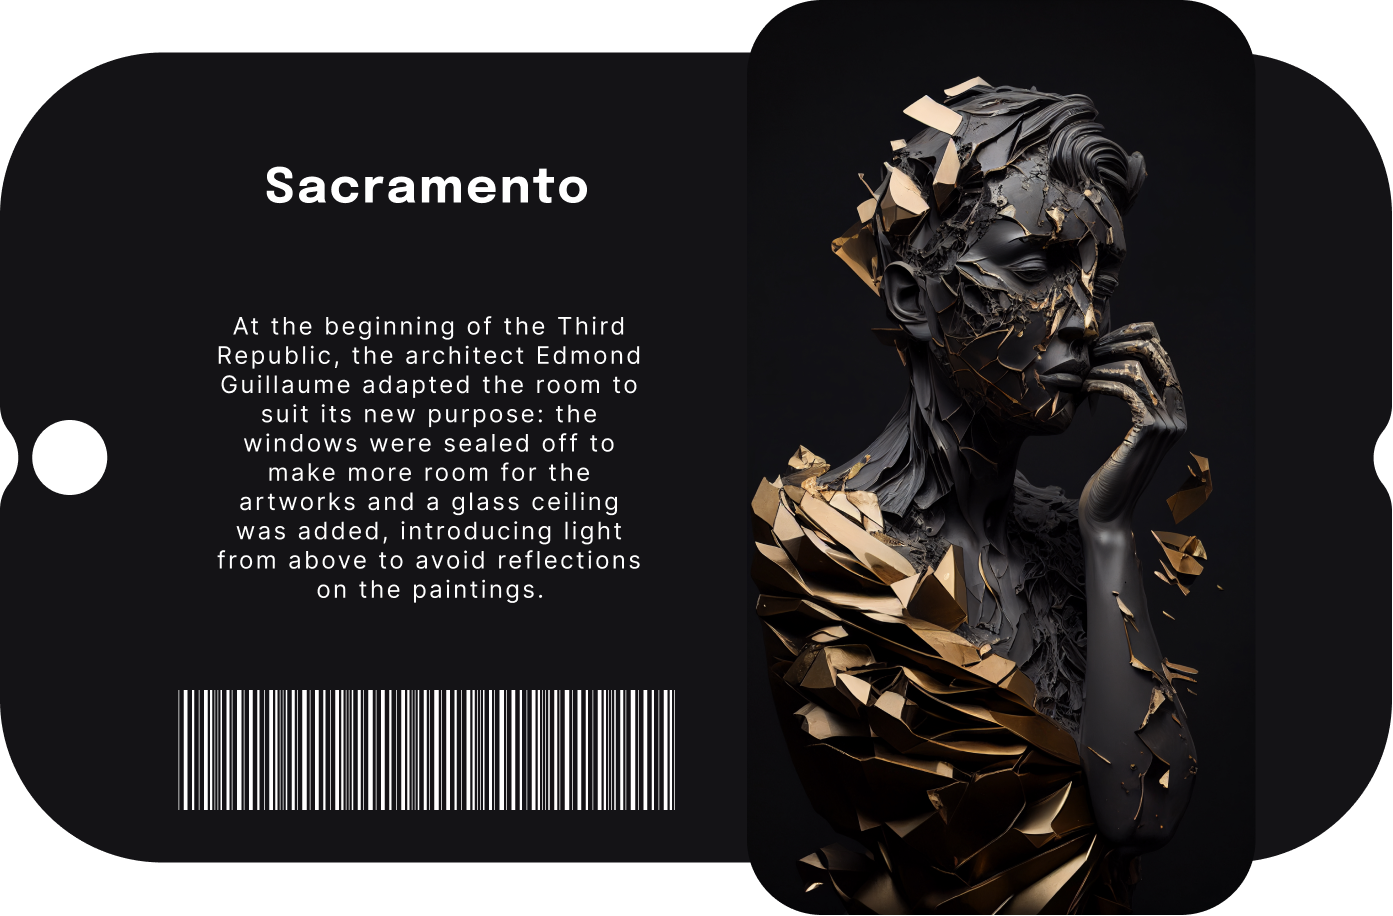 Sacramento
At the beginning of the Third
Republic, the architect Edmond
Guillaume adapted the room to
suit its new purpose: the
windows were sealed off to
make more room for the
artworks and a glass ceiling
was added, introducing light
from above to avoid reflections
on the paintings.